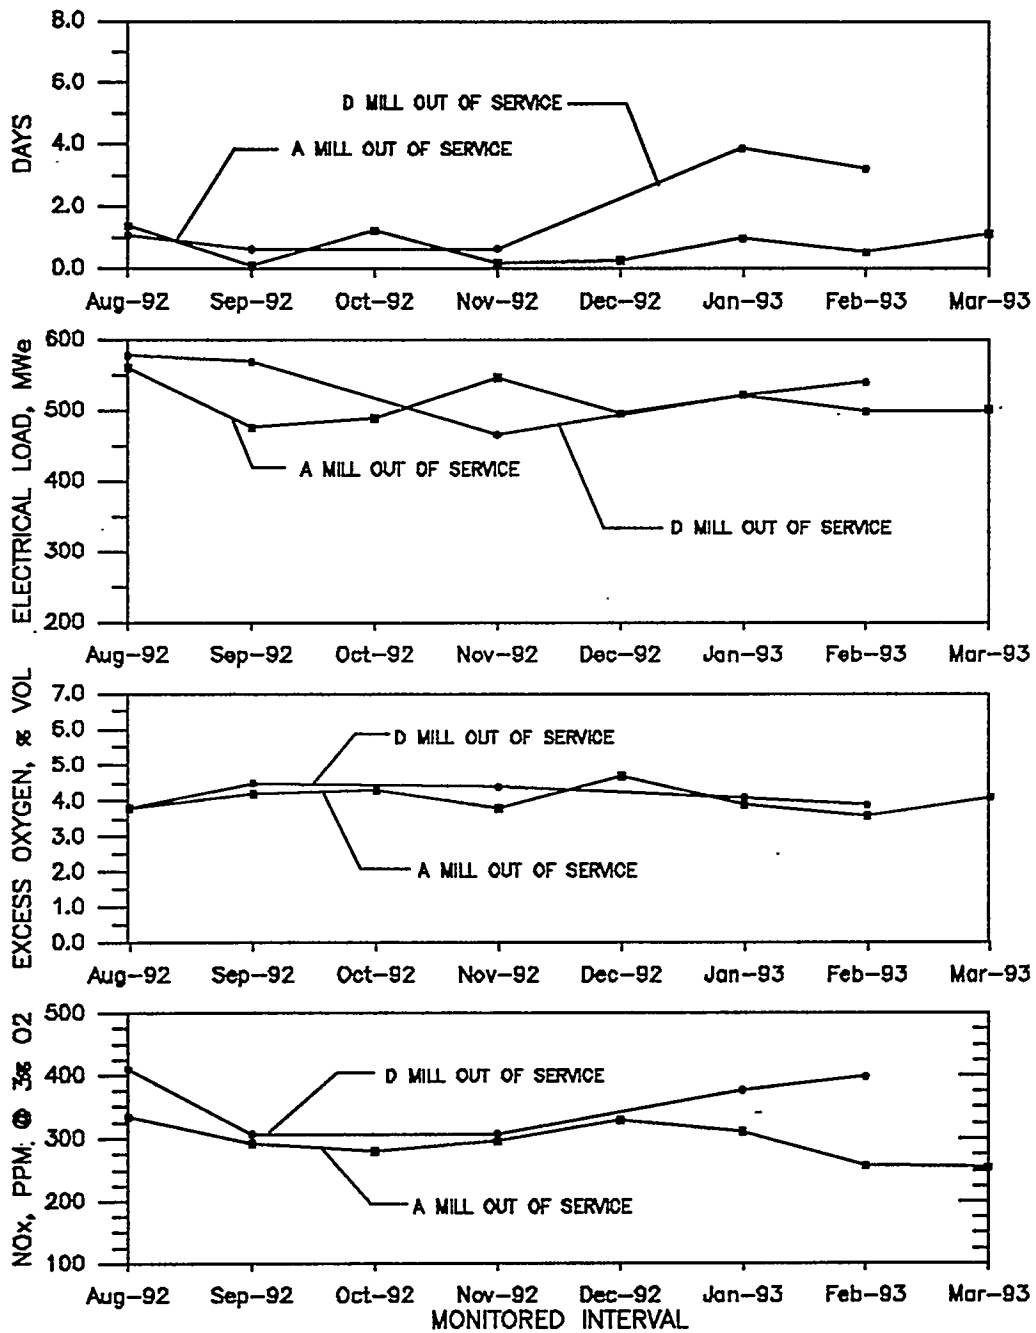 8.0
6.0
4.0
2.0
0.0
DAYS
D MILL OUT OF SERVICE
A MILL OUT OF SERVICE
Aug-92 Sep-92 Oct-92 Nov-92 Dec-92 Jan-93 Feb-93 Mar-93
600
500
400
300
200
ELECTRICAL LOAD, MWe
A MILL OUT OF SERVICE
D MILL OUT OF SERVICE
Aug-92 Sep-92 Oct-92 Nov-92 Dec-92 Jan-93 Feb-93 Mar-93
7.0
6.0
5.0
4.0
3.0
2.0
1.0
0.0
EXCESS OXYGEN, % VOL
D MILL OUT OF SERVICE
A MILL OUT OF SERVICE
Aug-92 Sep-92 Oct-92 Nov-92 Dec-92 Jan-93 Feb-93 Mar-93
500
400
300
200
100
NOx, PPM, @ 3% O2
D MILL OUT OF SERVICE
A MILL OUT OF SERVICE
Aug-92 Sep-92 Oct-92 Nov-92 Dec-92 Jan-93 Feb-93 Mar-93
MONITORED INTERVAL